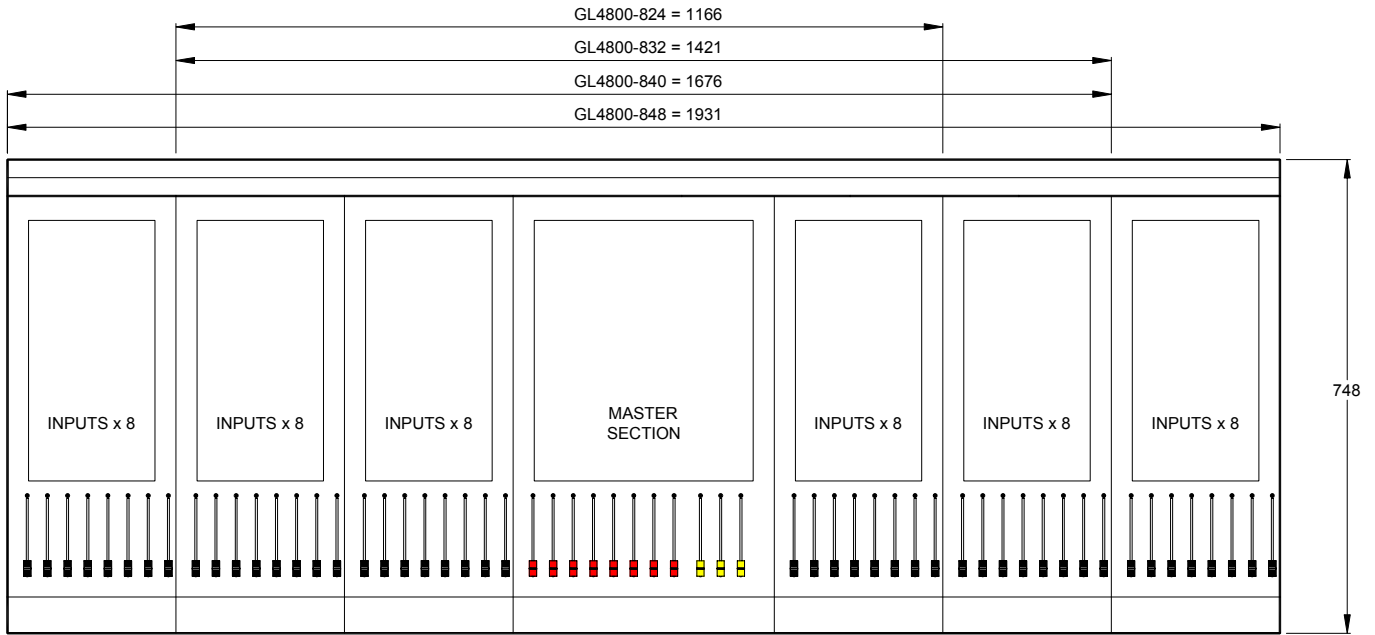 GL4800-824 = 1166
GL4800-832 = 1421
GL4800-840 = 1676
GL4800-848 = 1931
748
INPUTS x 8
INPUTS x 8
INPUTS x 8
MASTER
SECTION
INPUTS x 8
INPUTS x 8
INPUTS x 8